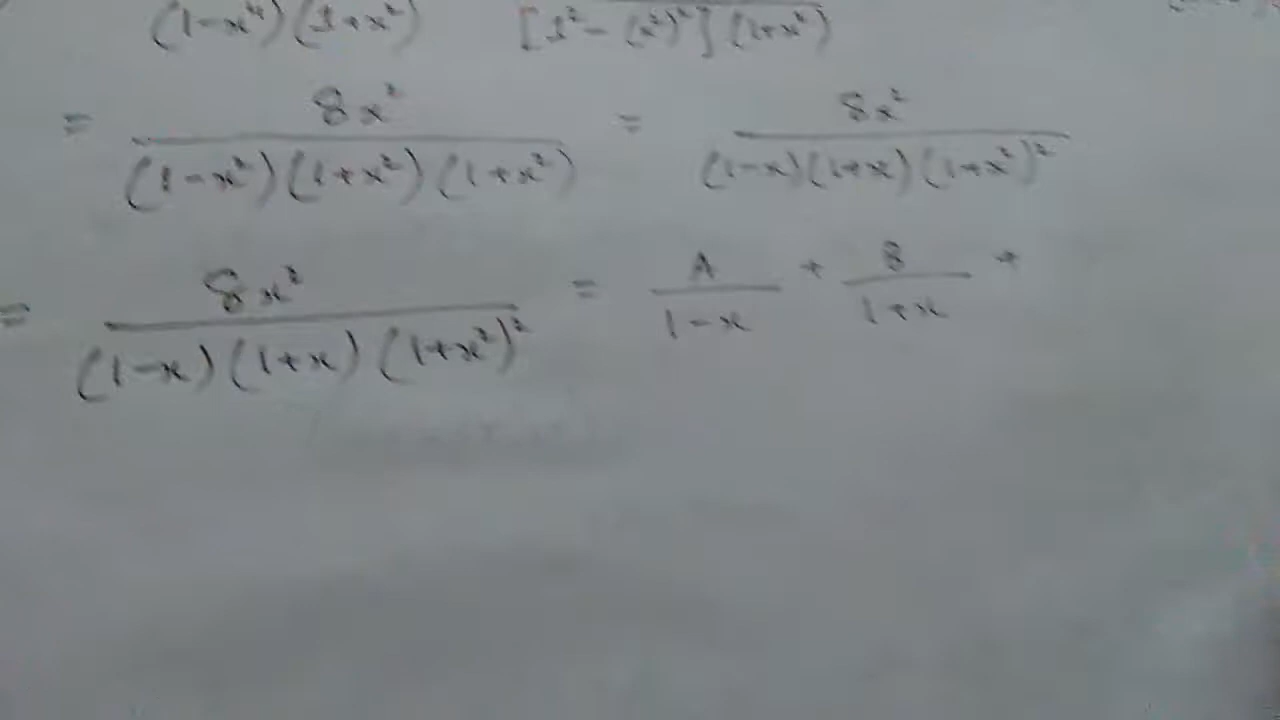 (1-x⁴)(1+x²) [1²-(x²)²](1+x²)
= 8x² / (1-x²)(1+x²)(1+x²) = 8x² / (1-x)(1+x)(1+x²)²
= 8x² / (1-x)(1+x)(1+x²)² = A / 1-x + B / 1+x +